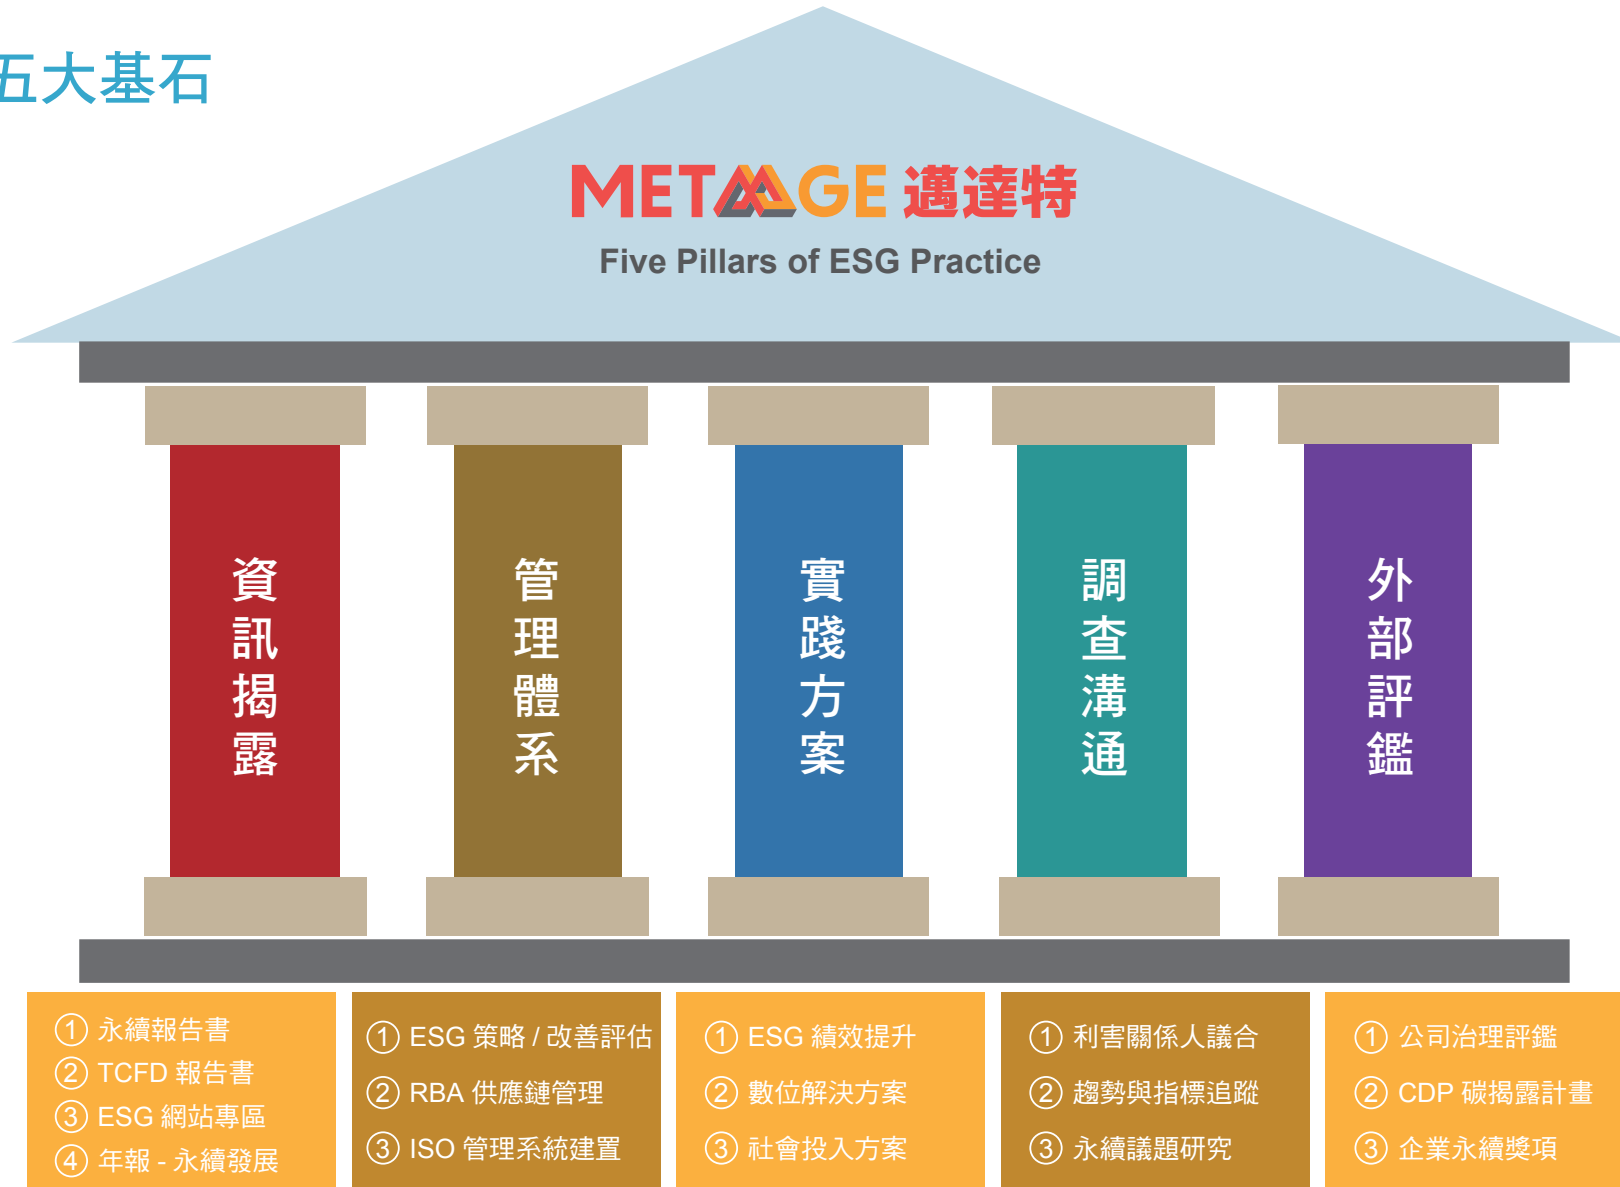 五大基石
METAAGE 邁達特
Five Pillars of ESG Practice
資訊揭露
管理體系
實踐方案
調查溝通
外部評鑑
① 永續報告書
② TCFD 報告書
③ ESG 網站專區
④ 年報 - 永續發展
① ESG 策略 / 改善評估
② RBA 供應鏈管理
③ ISO 管理系統建置
① ESG 績效提升
② 數位解決方案
③ 社會投入方案
① 利害關係人議合
② 趨勢與指標追蹤
③ 永續議題研究
① 公司治理評鑑
② CDP 碳揭露計畫
③ 企業永續獎項